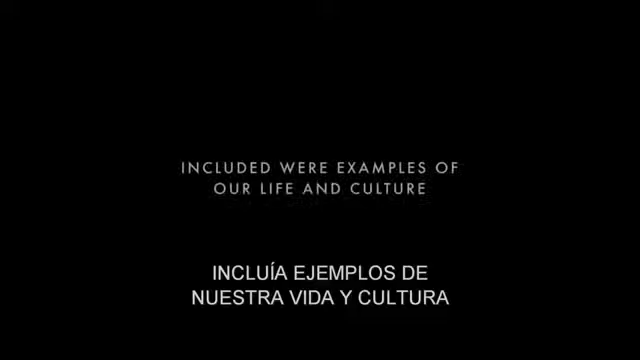 INCLUDED WERE EXAMPLES OF
OUR LIFE AND CULTURE
INCLUÍA EJEMPLOS DE
NUESTRA VIDA Y CULTURA